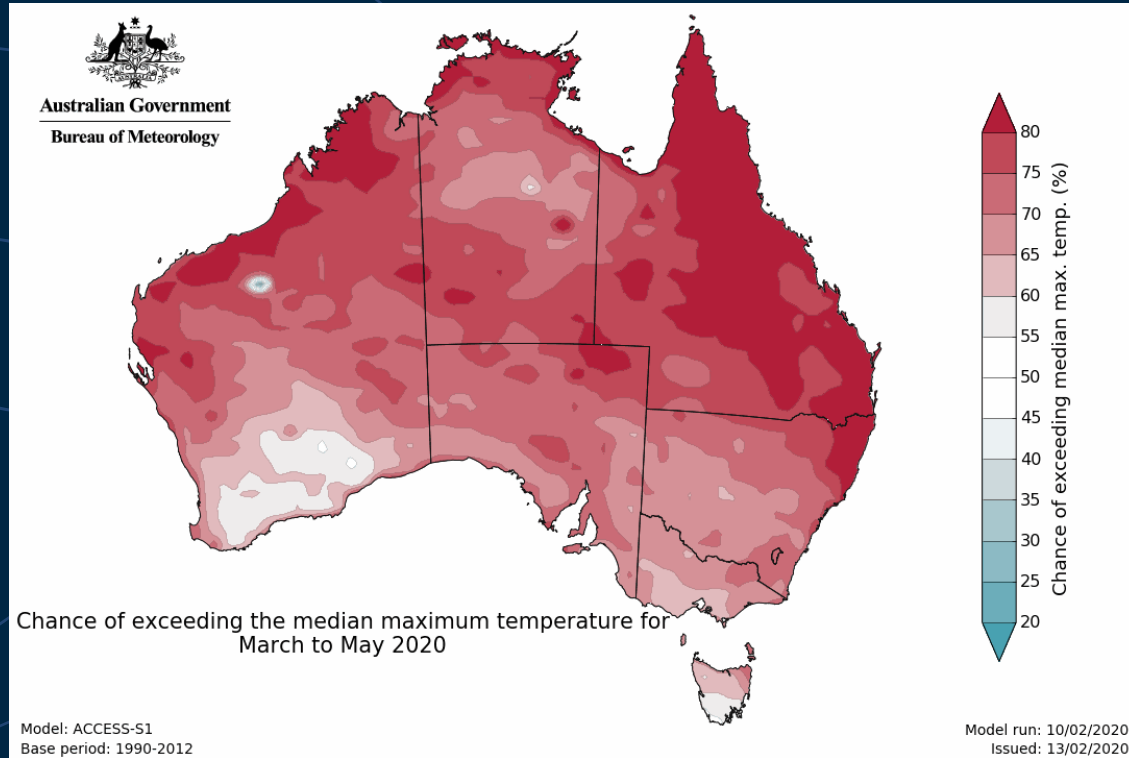 Australian Government
Bureau of Meteorology
80
75
70
65
60
55
50
45
40
35
30
25
20
Chance of exceeding median max. temp. (%)
Chance of exceeding the median maximum temperature for
March to May 2020
Model: ACCESS-S1
Base period: 1990-2012
Model run: 10/02/2020
Issued: 13/02/2020